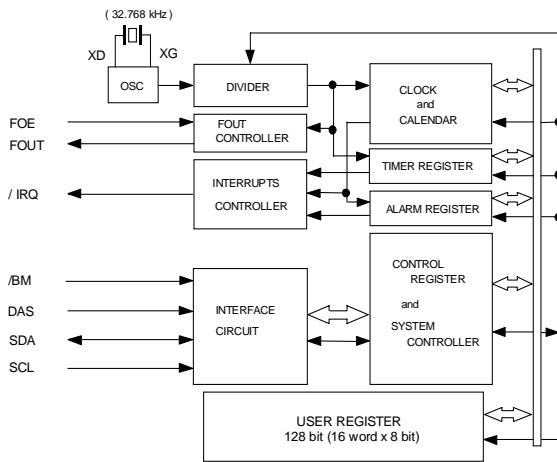 ( 32.768 kHz)
XD
XG
OSC
DIVIDER
CLOCK
and
CALENDAR
FOE
FOUT
FOUT
CONTROLLER
TIMER REGISTER
/ IRQ
INTERRUPTS
CONTROLLER
ALARM REGISTER
/BM
DAS
SDA
SCL
INTERFACE
CIRCUIT
CONTROL
REGISTER
and
SYSTEM
CONTROLLER
USER REGISTER
128 bit (16 word x 8 bit)